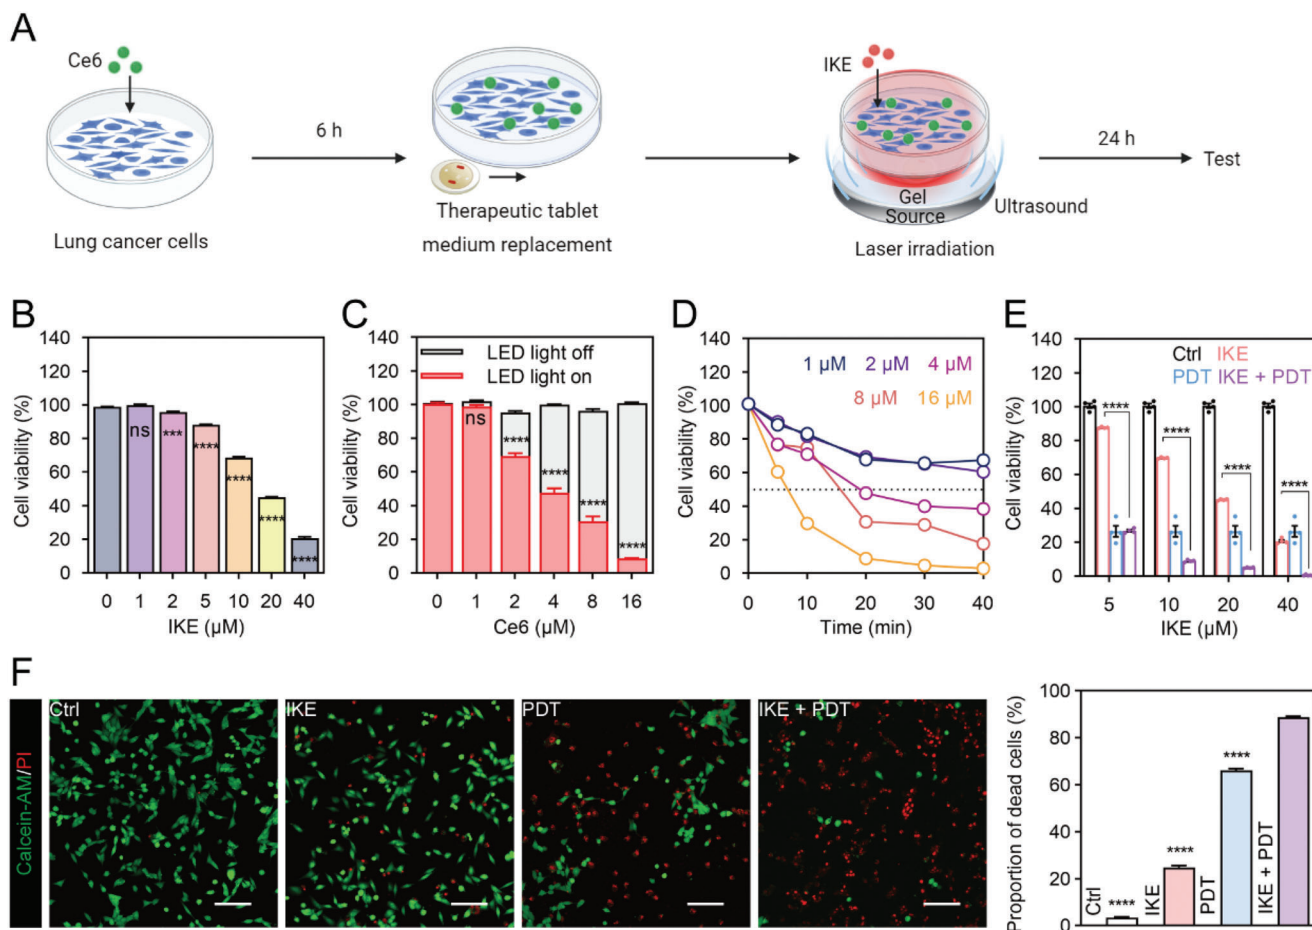 A
Ce6
6 h
IKE
24 h
Test
Lung cancer cells
Therapeutic tablet
medium replacement
Gel
Source
Ultrasound
Laser irradiation
B
140
120
100
80
60
40
20
0
Cell viability (%)
ns
***
****
****
****
****
0 1 2 5 10 20 40
IKE (µM)
C
140
120
100
80
60
40
20
0
Cell viability (%)
LED light off
LED light on
ns
****
****
****
****
0 1 2 4 8 16
Ce6 (µM)
D
140
120
100
80
60
40
20
0
Cell viability (%)
1 µM 2 µM 4 µM
8 µM 16 µM
0 10 20 30 40
Time (min)
E
140
120
100
80
60
40
20
0
Cell viability (%)
Ctrl IKE
PDT IKE + PDT
****
****
****
****
5 10 20 40
IKE (µM)
F
Calcein-AM/PI
Ctrl
IKE
PDT
IKE + PDT
100
80
60
40
20
0
Proportion of dead cells (%)
Ctrl
****
IKE
****
PDT
****
IKE + PDT